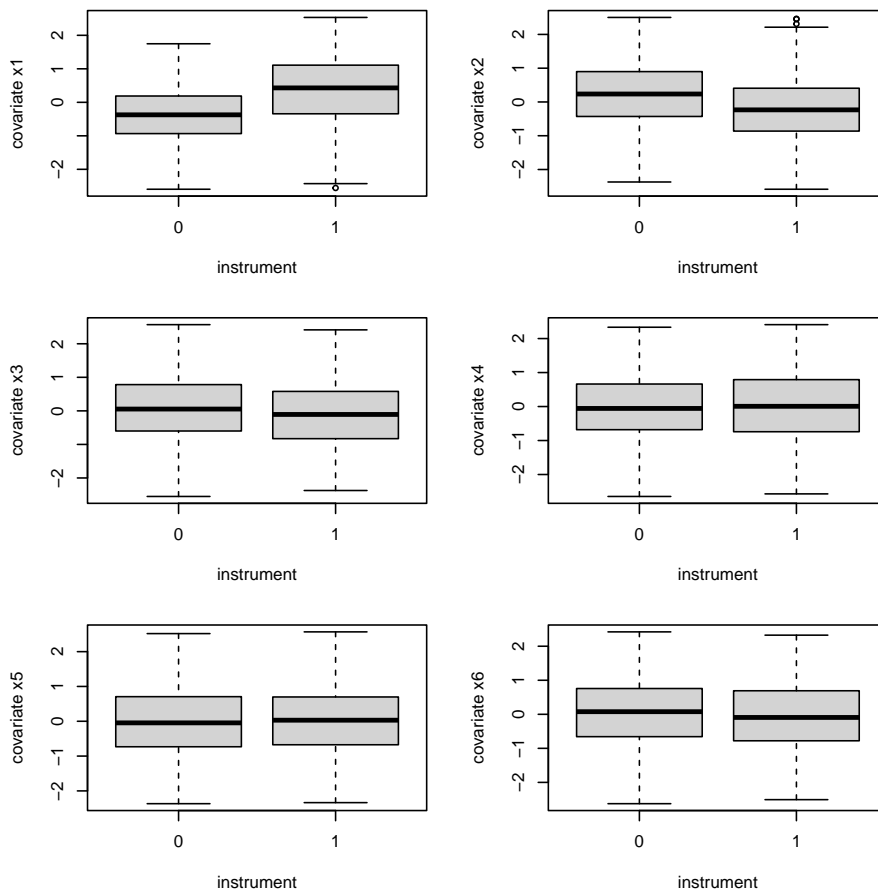 covariate x1
2
1
0
−2
0 1
instrument
covariate x2
2
1
0
−1
−2
0 1
instrument
covariate x3
2
1
0
−2
0 1
instrument
covariate x4
2
1
0
−1
−2
0 1
instrument
covariate x5
2
1
0
−1
−2
0 1
instrument
covariate x6
2
1
0
−1
−2
0 1
instrument